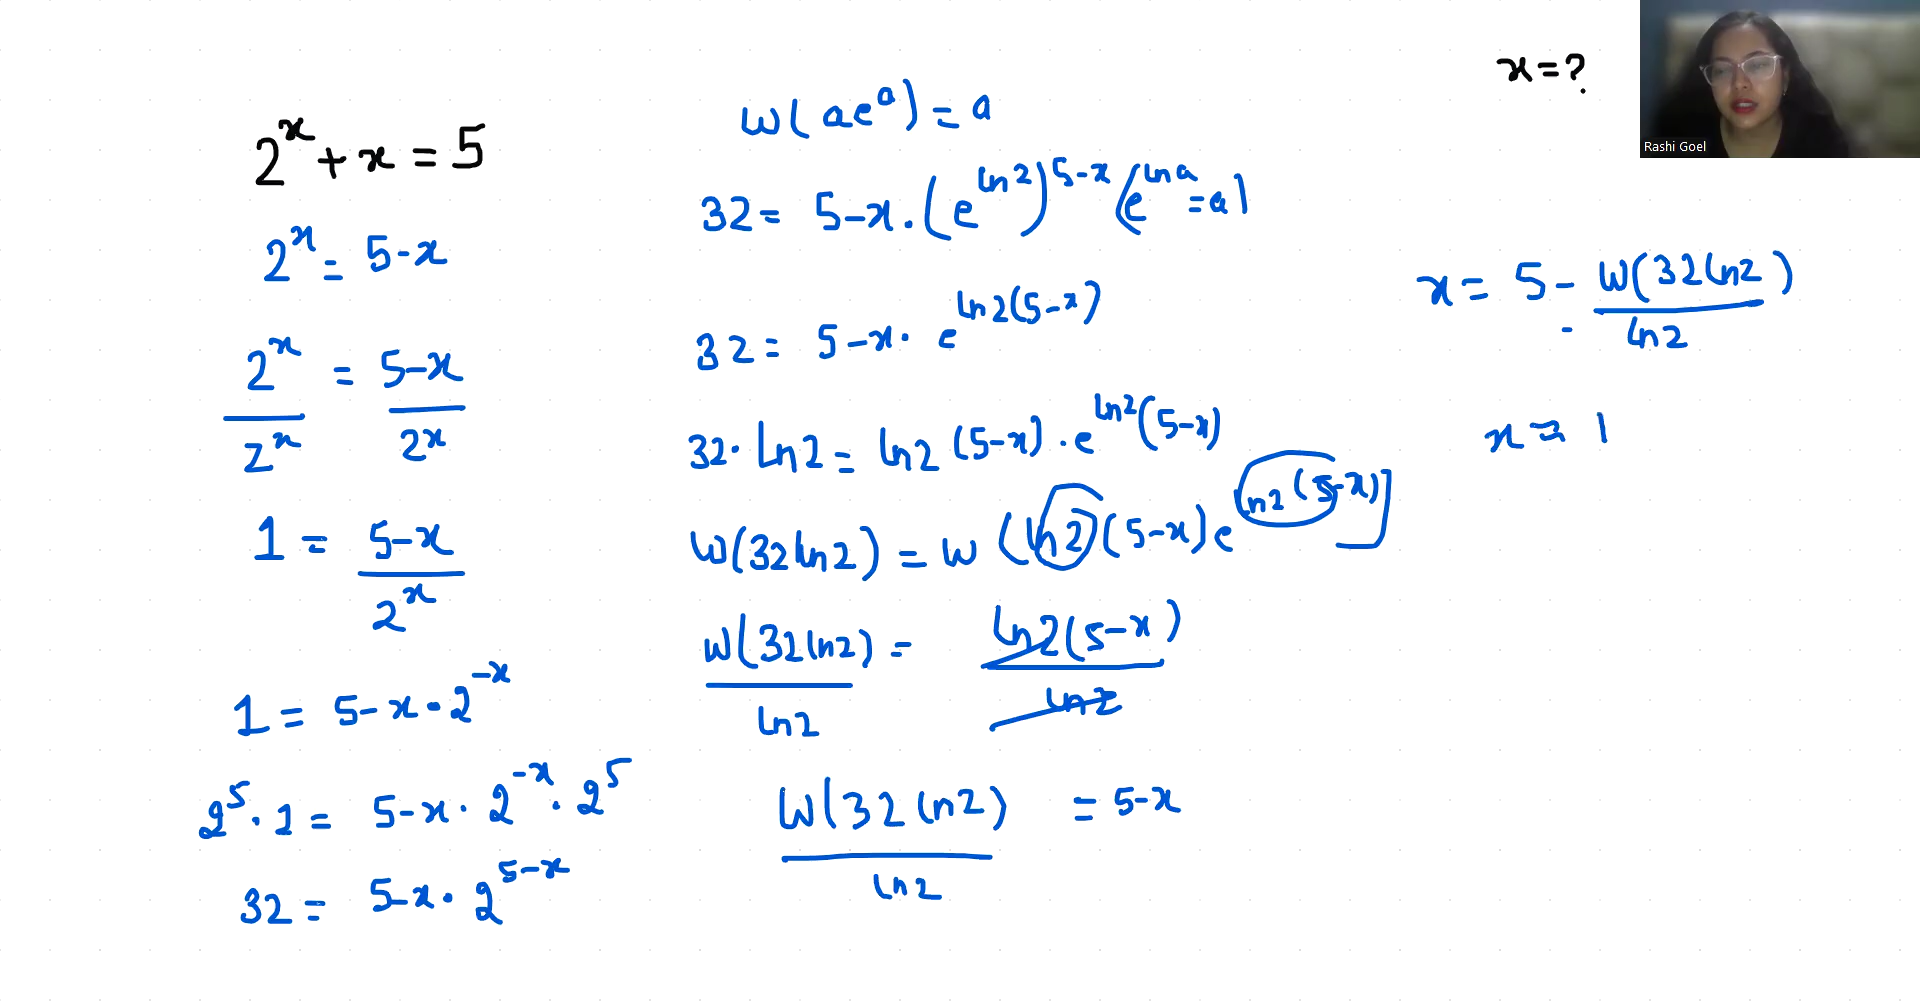 2^x + x = 5
2^x = 5-x
2^x/2^x = 5-x/2^x
1 = 5-x/2^x
1 = 5-x·2^-x
2^5·1 = 5-x·2^-x·2^5
32 = 5-x·2^5-x
W(ae^a) = a
32 = 5-x·(e^ln2)^5-x (e^lna = a)
32 = 5-x·e^ln2(5-x)
32·ln2 = ln2(5-x)·e^ln2(5-x)
W(32ln2) = W(ln2(5-x)e^ln2(5-x)]
W(32ln2)/ln2 = ln2(5-x)/ln2
W(32ln2)/ln2 = 5-x
x=?
Rashi Goel
x = 5 - W(32ln2)/ln2
x ≈ 1